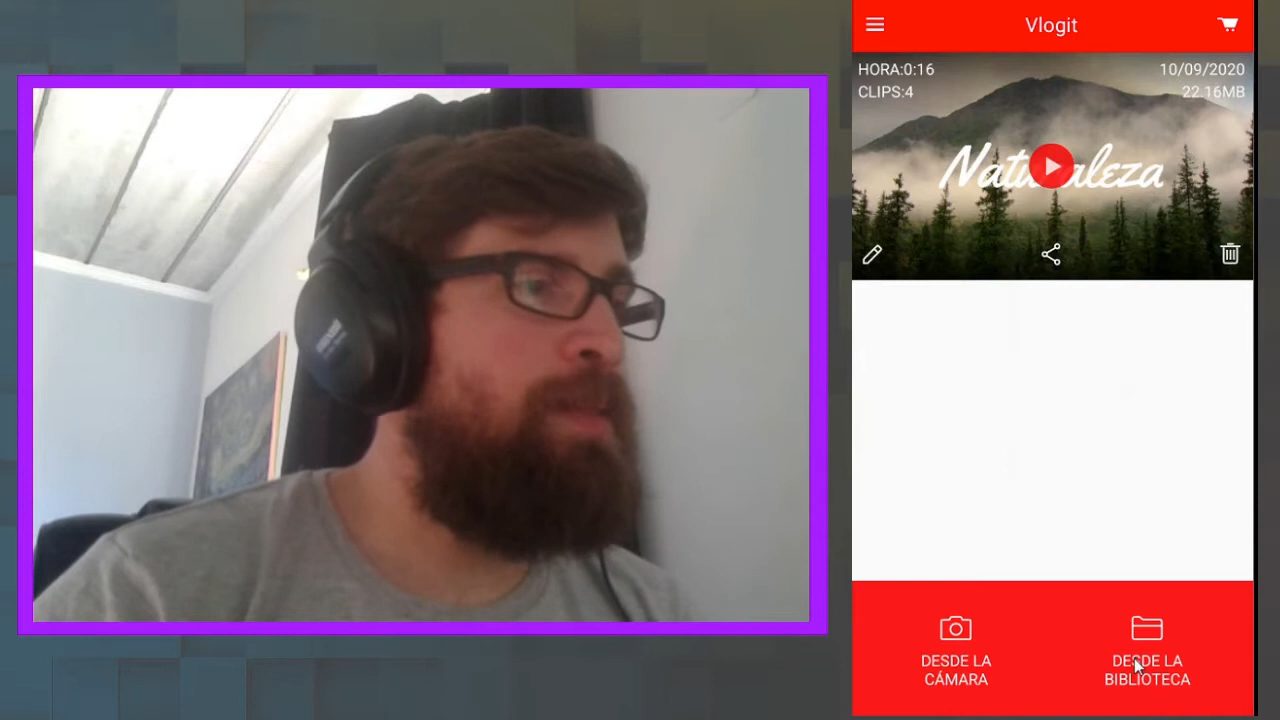 Vlogit
HORA:0:16
10/09/2020
CLIPS:4
22.16MB
Naturaleza
DESDE LA
CÁMARA
DESDE LA
BIBLIOTECA